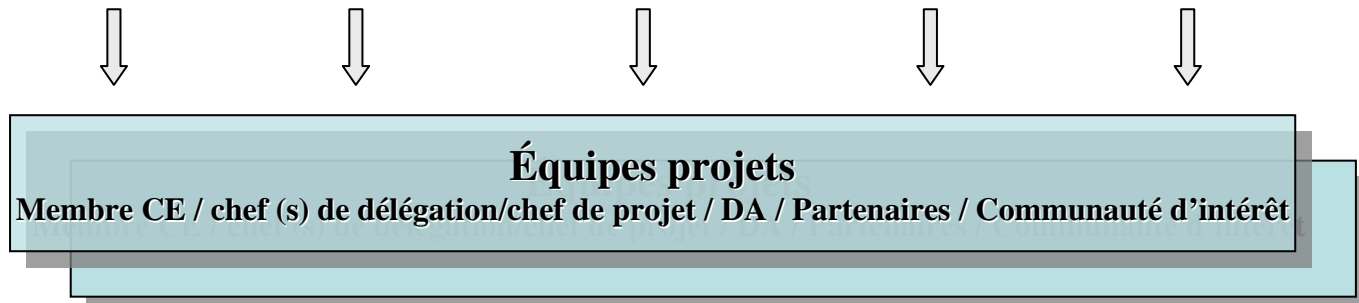 Équipes projets
Membre CE / chef (s) de délégation/chef de projet / DA / Partenaires / Communauté d’intérêt